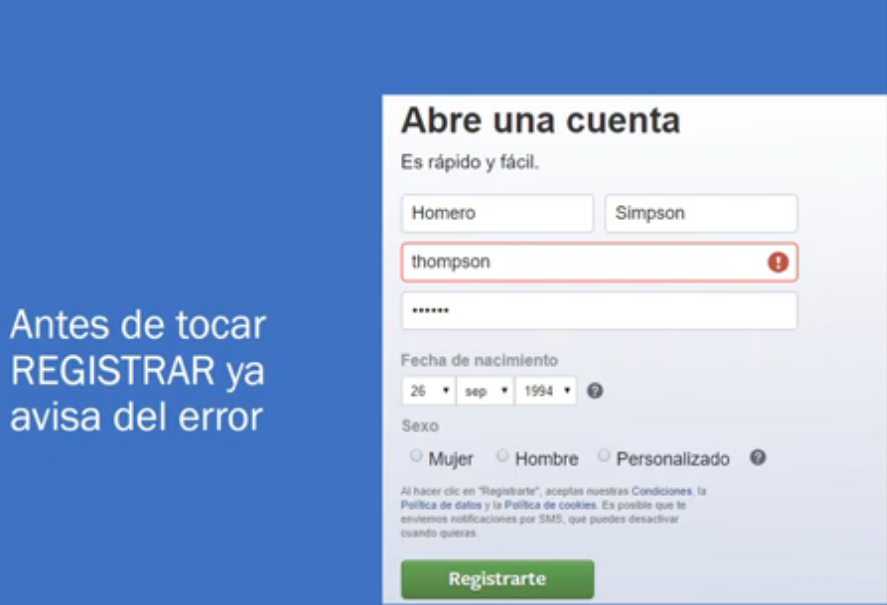 Antes de tocar
REGISTRAR ya
avisa del error
Abre una cuenta
Es rápido y fácil.
Homero Simpson
thompson
••••••
Fecha de nacimiento
26 sep 1994
Sexo
Mujer Hombre Personalizado
Al hacer clic en "Registrarte", aceptas nuestras Condiciones, la
Política de datos y la Política de cookies. Es posible que te
enviemos notificaciones por SMS, que puedes desactivar
cuando quieras.
Registrarte